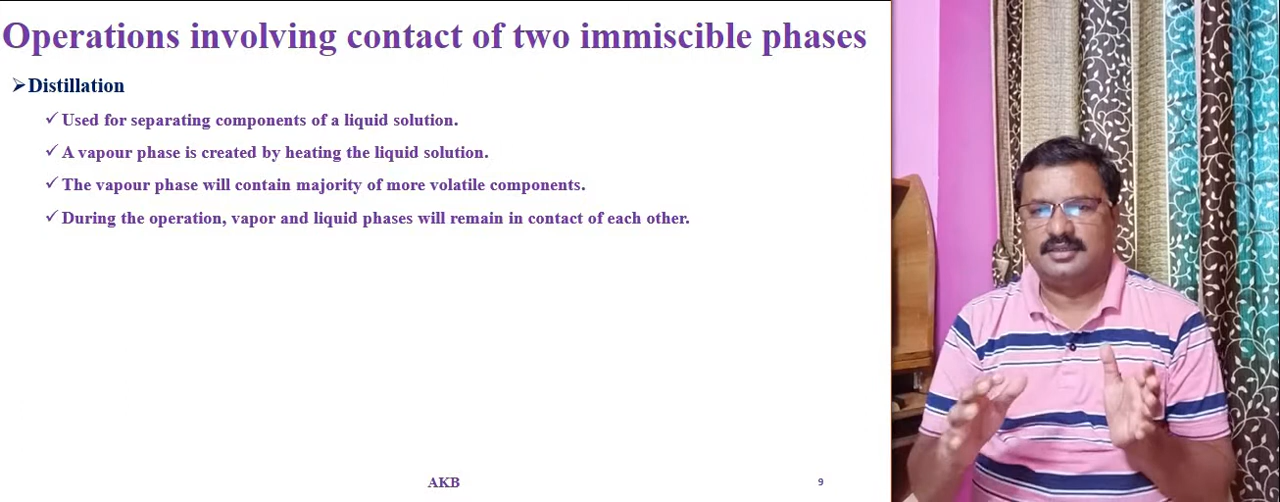 Operations involving contact of two immiscible phases
➢Distillation
✓Used for separating components of a liquid solution.
✓A vapour phase is created by heating the liquid solution.
✓The vapour phase will contain majority of more volatile components.
✓During the operation, vapor and liquid phases will remain in contact of each other.
AKB
9